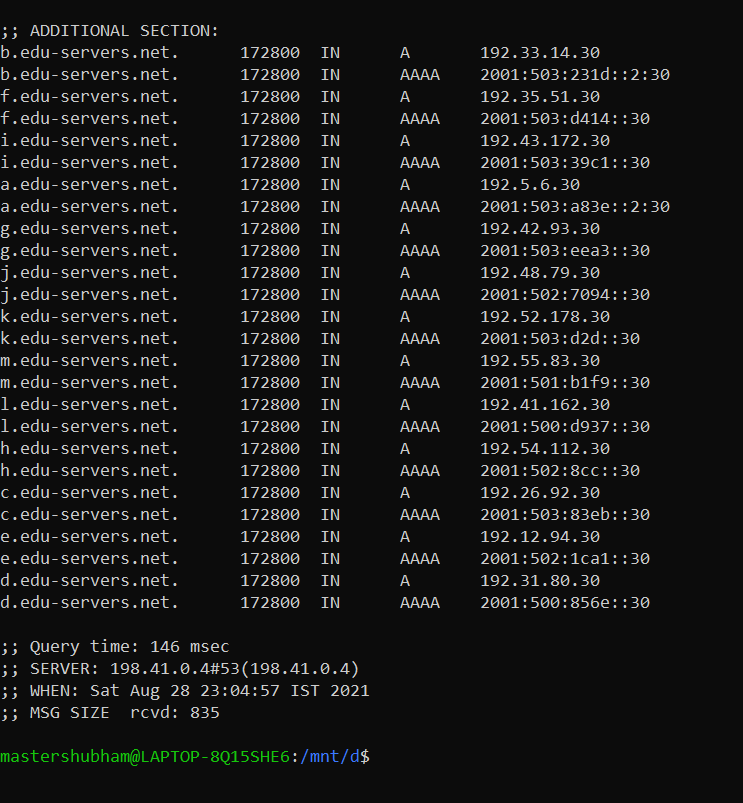 ;; ADDITIONAL SECTION:
b.edu-servers.net. 172800 IN A 192.33.14.30
b.edu-servers.net. 172800 IN AAAA 2001:503:231d::2:30
f.edu-servers.net. 172800 IN A 192.35.51.30
f.edu-servers.net. 172800 IN AAAA 2001:503:d414::30
i.edu-servers.net. 172800 IN A 192.43.172.30
i.edu-servers.net. 172800 IN AAAA 2001:503:39c1::30
a.edu-servers.net. 172800 IN A 192.5.6.30
a.edu-servers.net. 172800 IN AAAA 2001:503:a83e::2:30
g.edu-servers.net. 172800 IN A 192.42.93.30
g.edu-servers.net. 172800 IN AAAA 2001:503:eea3::30
j.edu-servers.net. 172800 IN A 192.48.79.30
j.edu-servers.net. 172800 IN AAAA 2001:502:7094::30
k.edu-servers.net. 172800 IN A 192.52.178.30
k.edu-servers.net. 172800 IN AAAA 2001:503:d2d::30
m.edu-servers.net. 172800 IN A 192.55.83.30
m.edu-servers.net. 172800 IN AAAA 2001:501:b1f9::30
l.edu-servers.net. 172800 IN A 192.41.162.30
l.edu-servers.net. 172800 IN AAAA 2001:500:d937::30
h.edu-servers.net. 172800 IN A 192.54.112.30
h.edu-servers.net. 172800 IN AAAA 2001:502:8cc::30
c.edu-servers.net. 172800 IN A 192.26.92.30
c.edu-servers.net. 172800 IN AAAA 2001:503:83eb::30
e.edu-servers.net. 172800 IN A 192.12.94.30
e.edu-servers.net. 172800 IN AAAA 2001:502:1ca1::30
d.edu-servers.net. 172800 IN A 192.31.80.30
d.edu-servers.net. 172800 IN AAAA 2001:500:856e::30
;; Query time: 146 msec
;; SERVER: 198.41.0.4#53(198.41.0.4)
;; WHEN: Sat Aug 28 23:04:57 IST 2021
;; MSG SIZE rcvd: 835
mastershubham@LAPTOP-8Q15SHE6:/mnt/d$